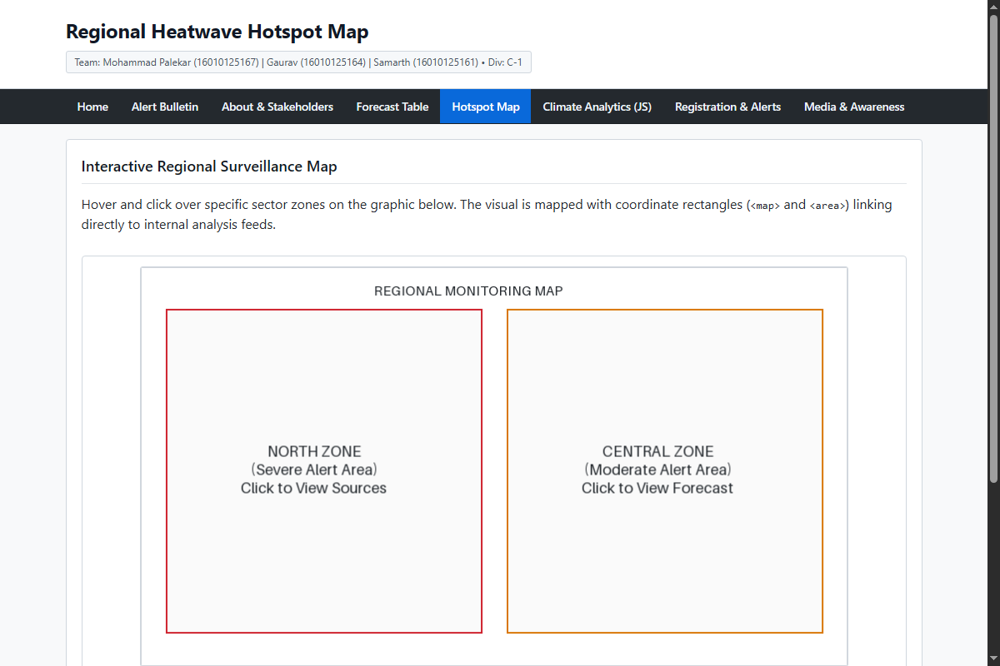 Regional Heatwave Hotspot Map
Team: Mohammad Palekar (16010125167) | Gaurav (16010125164) | Samarth (16010125161) • Div: C-1
Home Alert Bulletin About & Stakeholders Forecast Table Hotspot Map Climate Analytics (JS) Registration & Alerts Media & Awareness
Interactive Regional Surveillance Map
Hover and click over specific sector zones on the graphic below. The visual is mapped with coordinate rectangles (<map> and <area>) linking
directly to internal analysis feeds.
REGIONAL MONITORING MAP
NORTH ZONE
(Severe Alert Area)
Click to View Sources
CENTRAL ZONE
(Moderate Alert Area)
Click to View Forecast